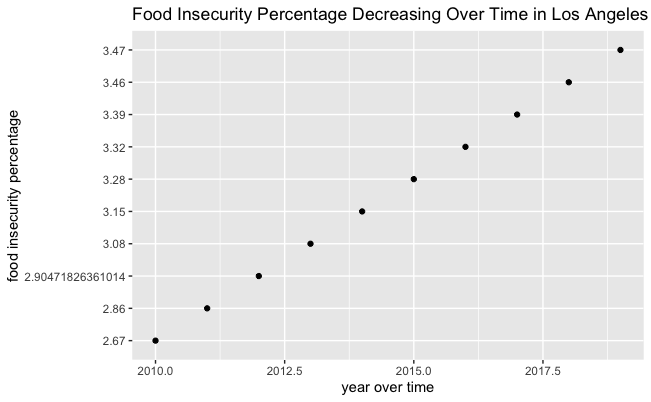 Food Insecurity Percentage Decreasing Over Time in Los Angeles
food insecurity percentage
3.47
3.46
3.39
3.32
3.28
3.15
3.08
2.90471826361014
2.86
2.67
2010.0 2012.5 2015.0 2017.5
year over time